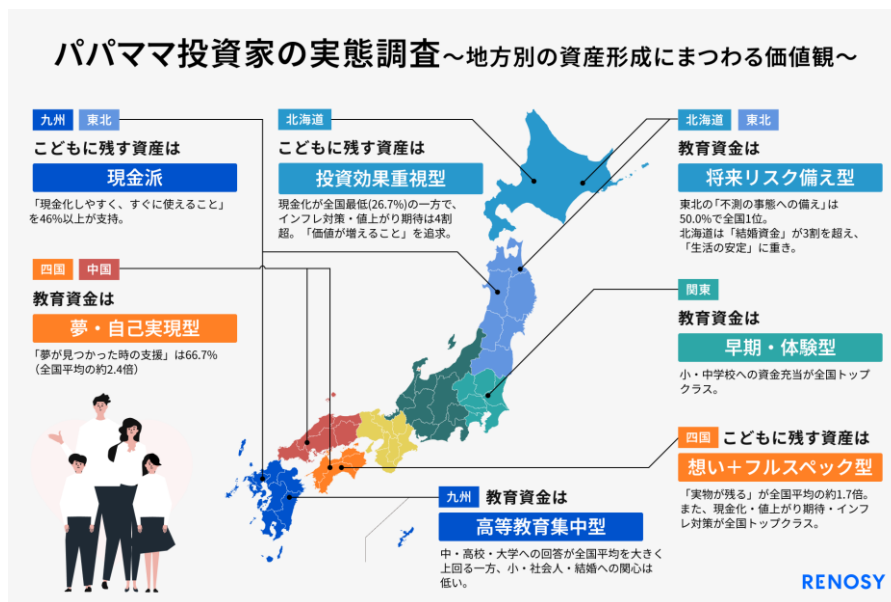 パパママ投資家の実態調査～地方別の資産形成にまつわる価値観～
九州 東北
こどもに残す資産は
現金派
「現金化しやすく、すぐに使えること」
を46%以上が支持。
北海道
こどもに残す資産は
投資効果重視型
現金化が全国最低(26.7%)の一方で、
インフレ対策・値上がり期待は4割
超。「価値が増えること」を追求。
北海道 東北
教育資金は
将来リスク備え型
東北の「不測の事態への備え」は
50.0%で全国1位。
北海道は「結婚資金」が3割を超え、
「生活の安定」に重き。
四国 中国
教育資金は
夢・自己実現型
「夢が見つかった時の支援」は66.7%
（全国平均の約2.4倍）
関東
教育資金は
早期・体験型
小・中学校への資金充当が全国トップ
クラス。
四国 こどもに残す資産は
想い＋フルスペック型
「実物が残る」が全国平均の約1.7倍。
また、現金化・値上がり期待・インフ
レ対策が全国トップクラス。
九州 教育資金は
高等教育集中型
中・高校・大学への回答が全国平均を大きく
上回る一方、小・社会人・結婚への関心は
低い。
RENOSY